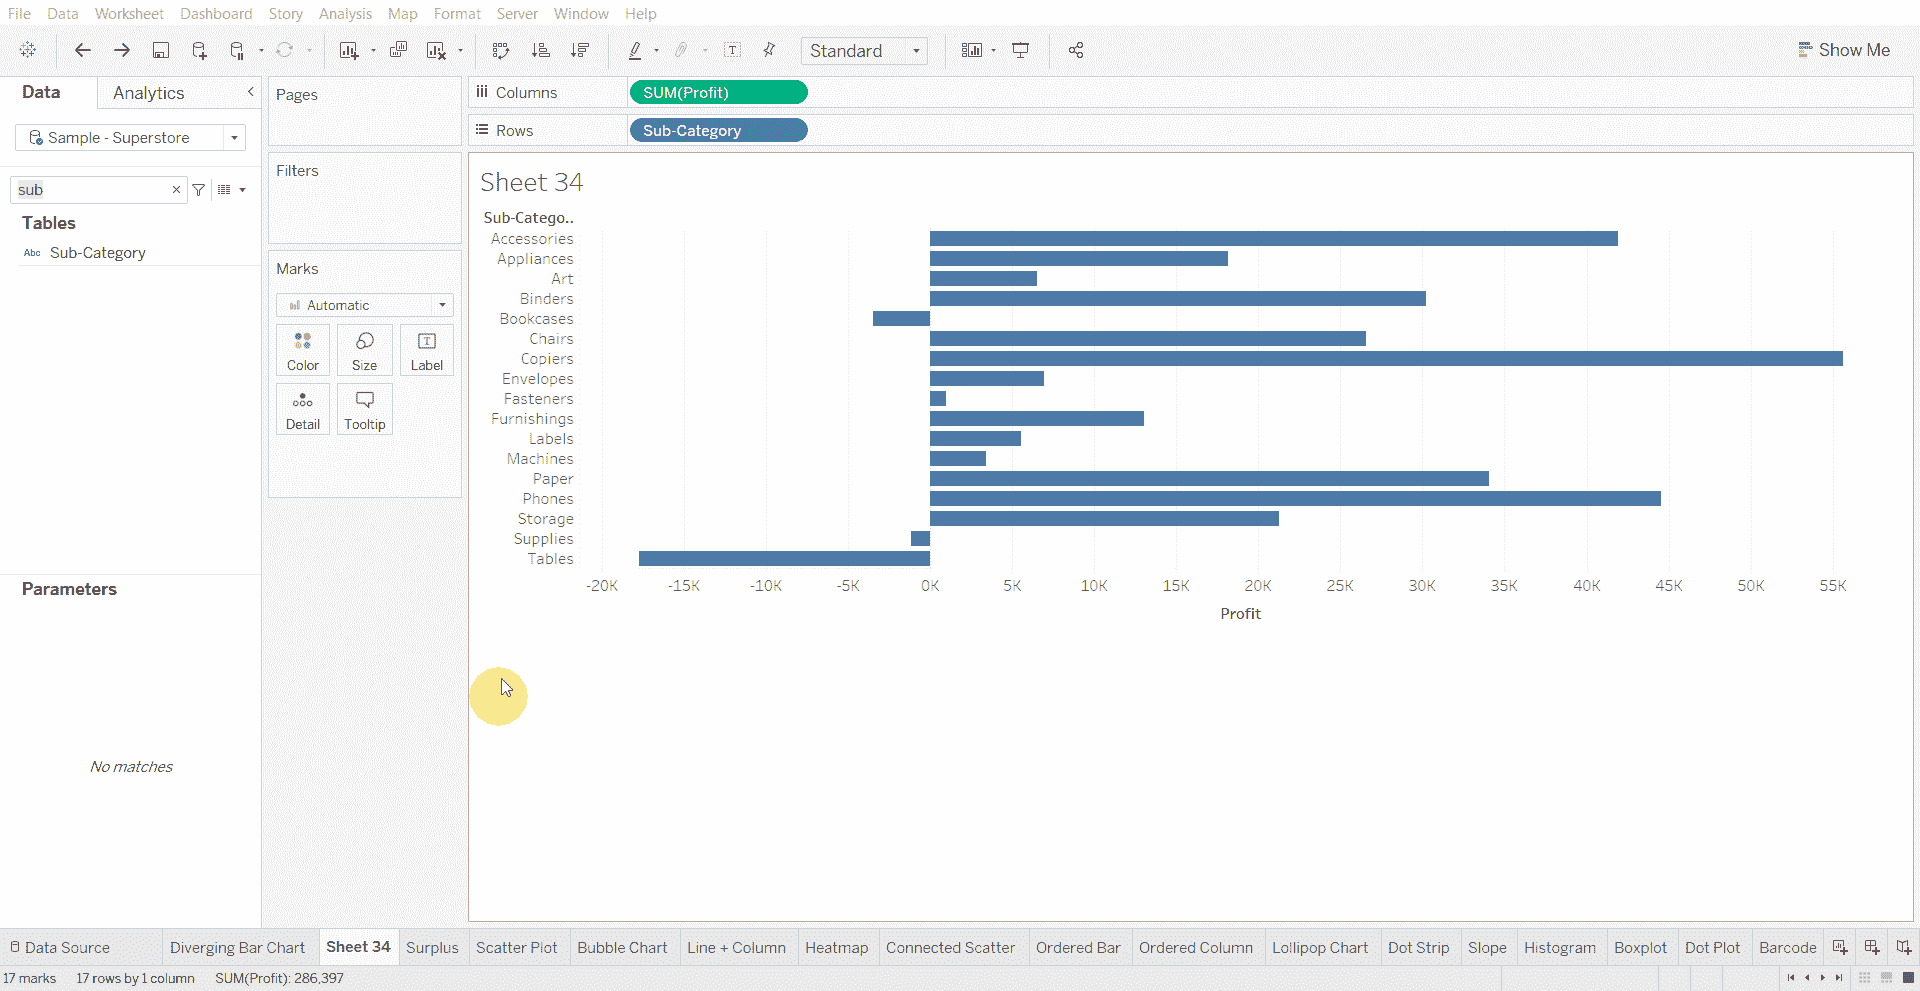 File Data Worksheet Dashboard Story Analysis Map Format Server Window Help
Standard
Show Me
Data Analytics
Sample - Superstore
sub
Tables
Abc Sub-Category
Parameters
No matches
Pages
Filters
Marks
Automatic
Color Size Label
Detail Tooltip
Columns SUM(Profit)
Rows Sub-Category
Sheet 34
Sub-Catego..
Accessories
Appliances
Art
Binders
Bookcases
Chairs
Copiers
Envelopes
Fasteners
Furnishings
Labels
Machines
Paper
Phones
Storage
Supplies
Tables
-20K -15K -10K -5K 0K 5K 10K 15K 20K 25K 30K 35K 40K 45K 50K 55K
Profit
Data Source Diverging Bar Chart Sheet 34 Surplus Scatter Plot Bubble Chart Line + Column Heatmap Connected Scatter Ordered Bar Ordered Column Lollipop Chart Dot Strip Slope Histogram Boxplot Dot Plot Barcode
17 marks 17 rows by 1 column SUM(Profit): 286,397